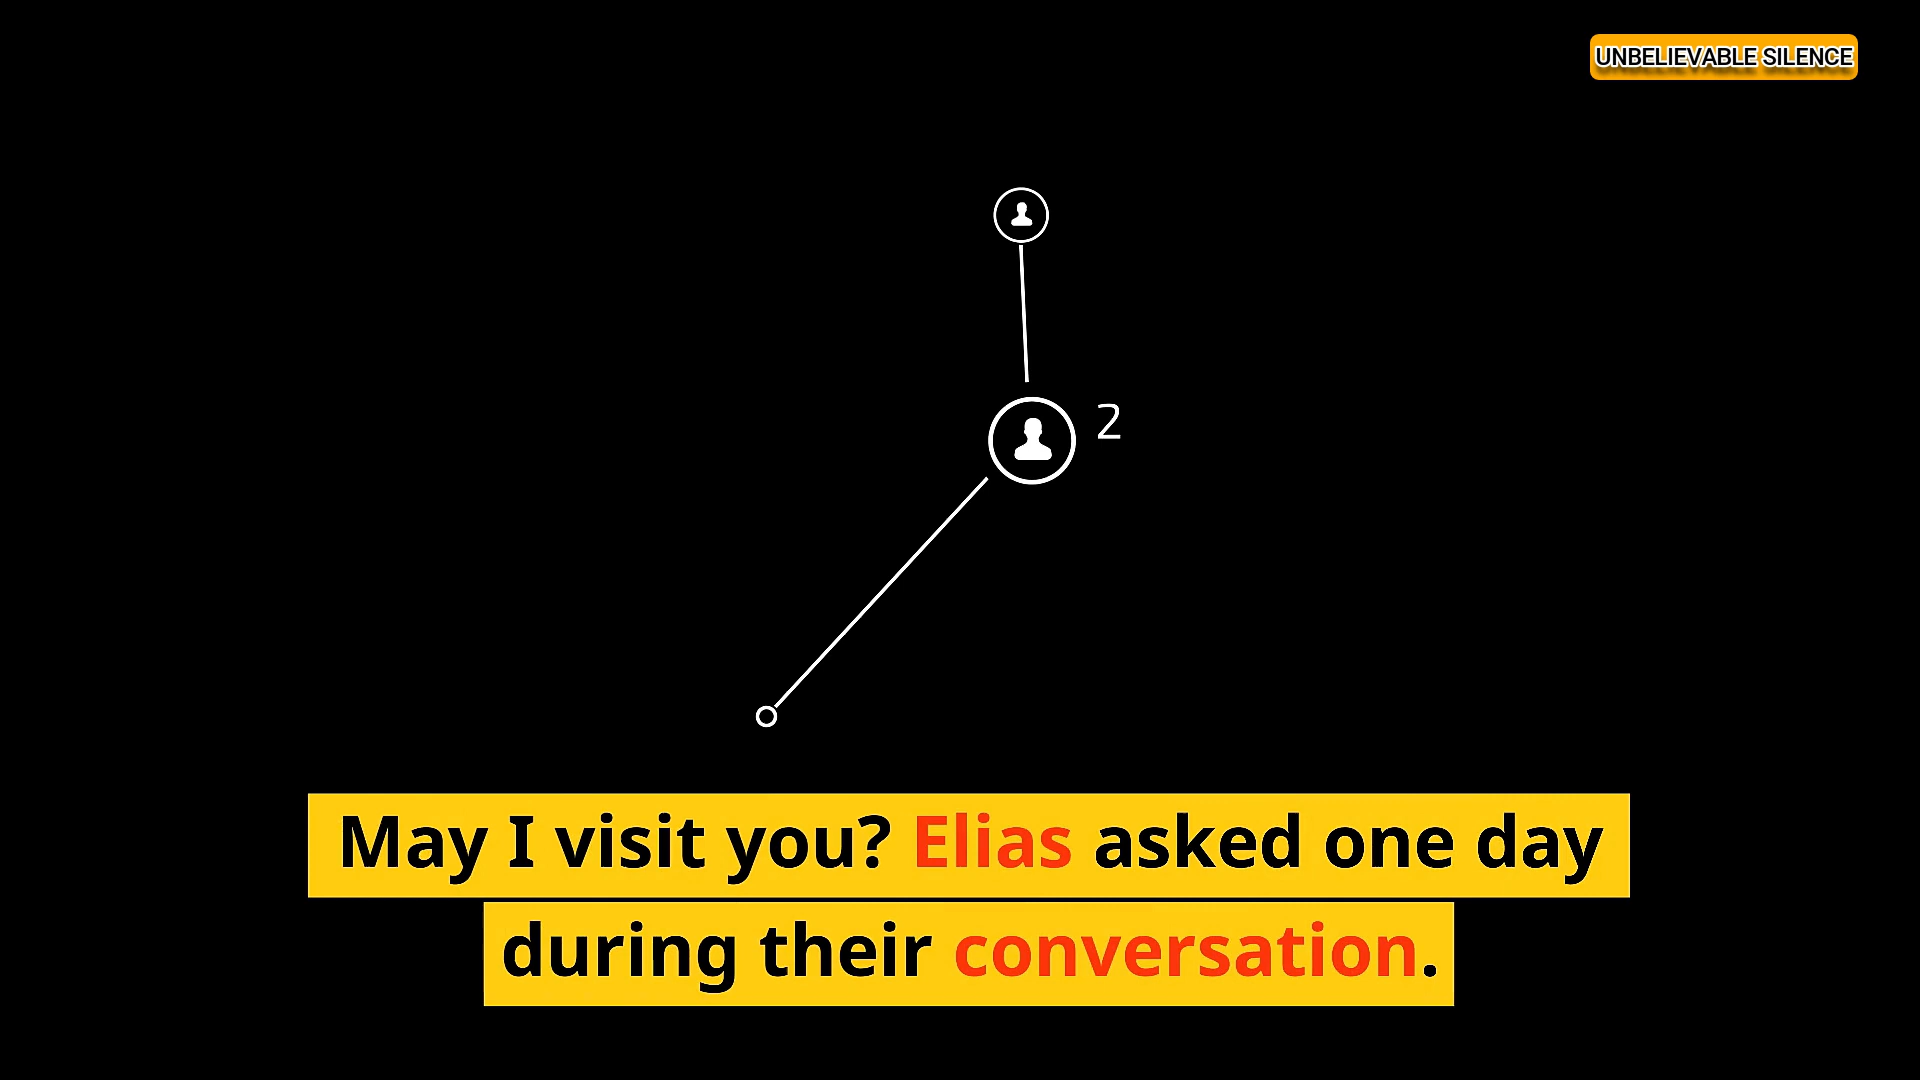 UNBELIEVABLE SILENCE
2
May I visit you? Elias asked one day
during their conversation.